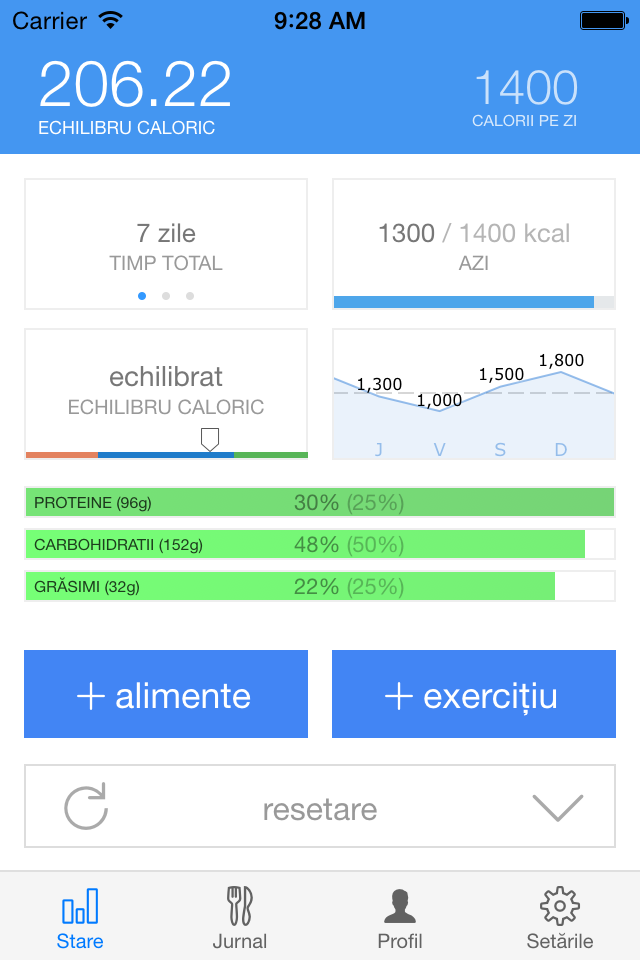 Carrier 9:28 AM
206.22 1400
ECHILIBRU CALORIC CALORII PE ZI
7 zile
TIMP TOTAL
1300 / 1400 kcal
AZI
echilibrat
ECHILIBRU CALORIC
1,300 1,000 1,500 1,800
J V S D
PROTEINE (96g) 30% (25%)
CARBOHIDRATII (152g) 48% (50%)
GRĂSIMI (32g) 22% (25%)
+ alimente
+ exercițiu
resetare
Stare Jurnal Profil Setările